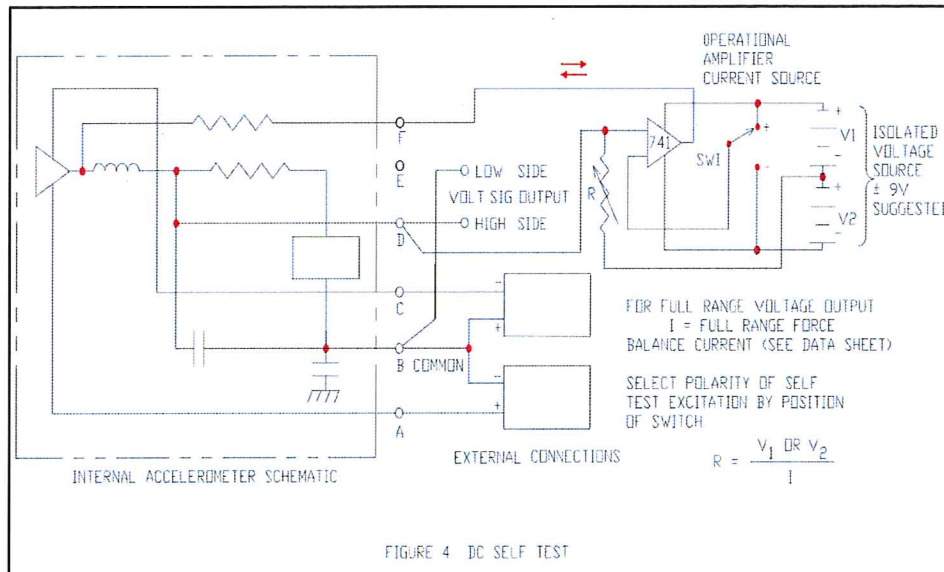 OPERATIONAL
AMPLIFIER
CURRENT SOURCE
F
741
+
SW1
-
+
V1
-
+
V2
-
ISOLATED
VOLTAGE
SOURCE
± 9V
SUGGESTED
E
LOW SIDE
VOLT SIG OUTPUT
HIGH SIDE
R
D
C
-
+
B COMMON
-
+
A
FOR FULL RANGE VOLTAGE OUTPUT
I = FULL RANGE FORCE
BALANCE CURRENT (SEE DATA SHEET)
SELECT POLARITY OF SELF
TEST EXCITATION BY POSITION
OF SWITCH
R = V1 OR V2
I
INTERNAL ACCELEROMETER SCHEMATIC
EXTERNAL CONNECTIONS
FIGURE 4 DC SELF TEST